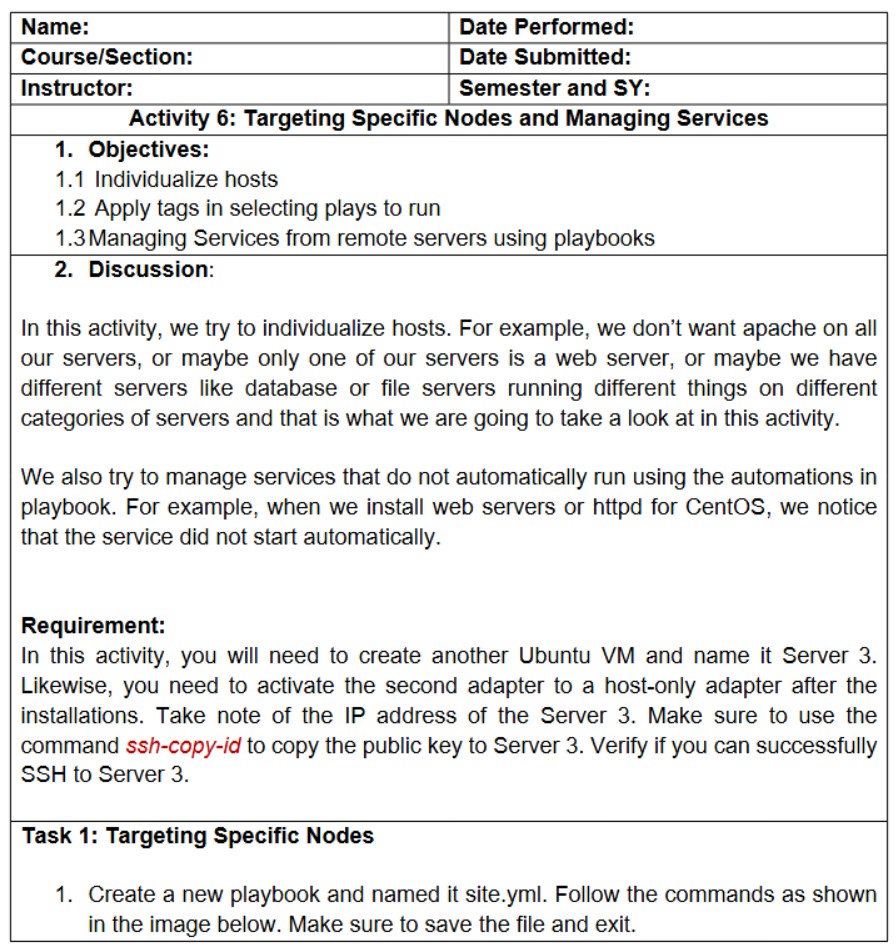 Name:
Date Performed:
Course/Section:
Date Submitted:
Instructor:
Semester and SY:
Activity 6: Targeting Specific Nodes and Managing Services
1. Objectives:
1.1 Individualize hosts
1.2 Apply tags in selecting plays to run
1.3 Managing Services from remote servers using playbooks
2. Discussion:
In this activity, we try to individualize hosts. For example, we don’t want apache on all
our servers, or maybe only one of our servers is a web server, or maybe we have
different servers like database or file servers running different things on different
categories of servers and that is what we are going to take a look at in this activity.
We also try to manage services that do not automatically run using the automations in
playbook. For example, when we install web servers or httpd for CentOS, we notice
that the service did not start automatically.
Requirement:
In this activity, you will need to create another Ubuntu VM and name it Server 3.
Likewise, you need to activate the second adapter to a host-only adapter after the
installations. Take note of the IP address of the Server 3. Make sure to use the
command ssh-copy-id to copy the public key to Server 3. Verify if you can successfully
SSH to Server 3.
Task 1: Targeting Specific Nodes
1. Create a new playbook and named it site.yml. Follow the commands as shown
in the image below. Make sure to save the file and exit.